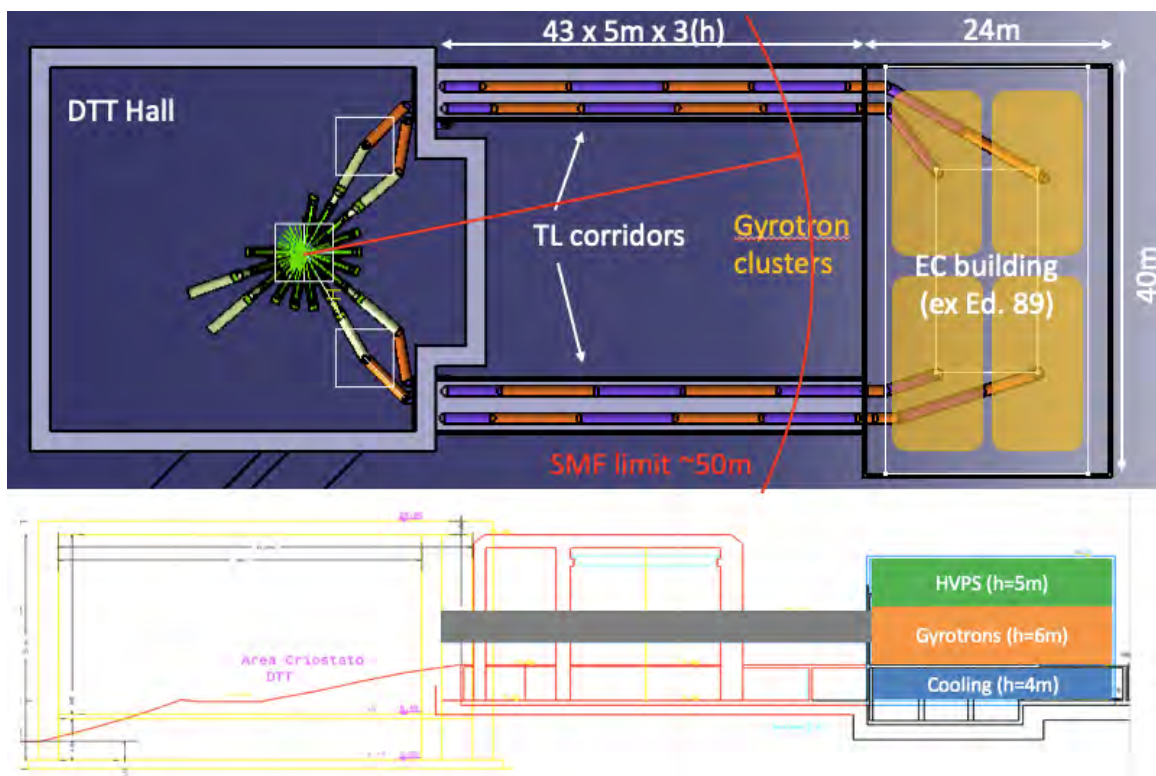 43 x 5m x 3(h)
24m
DTT Hall
TL corridors
Gyrotron
clusters
EC building
(ex Ed. 89)
40m
SMF limit ~50m
HVPS (h=5m)
Gyrotrons (h=6m)
Area Criostato
DTT
Cooling (h=4m)